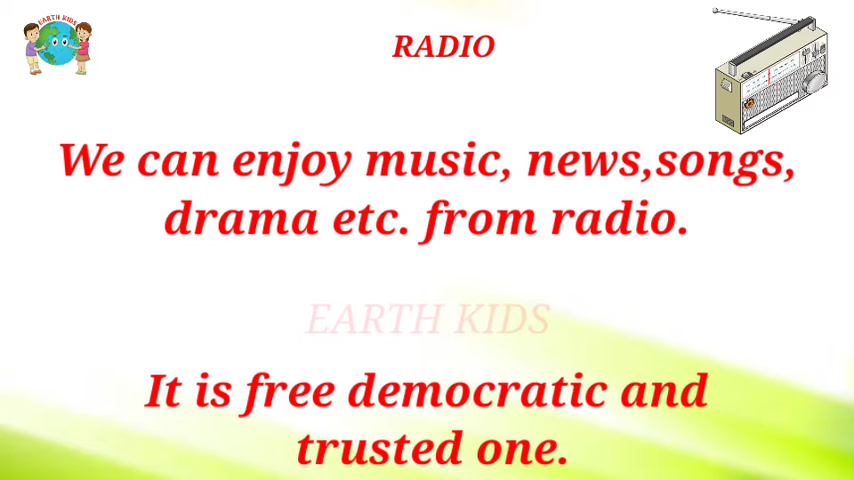 EARTH KIDS
RADIO
We can enjoy music, news,songs,
drama etc. from radio.
EARTH KIDS
It is free democratic and
trusted one.